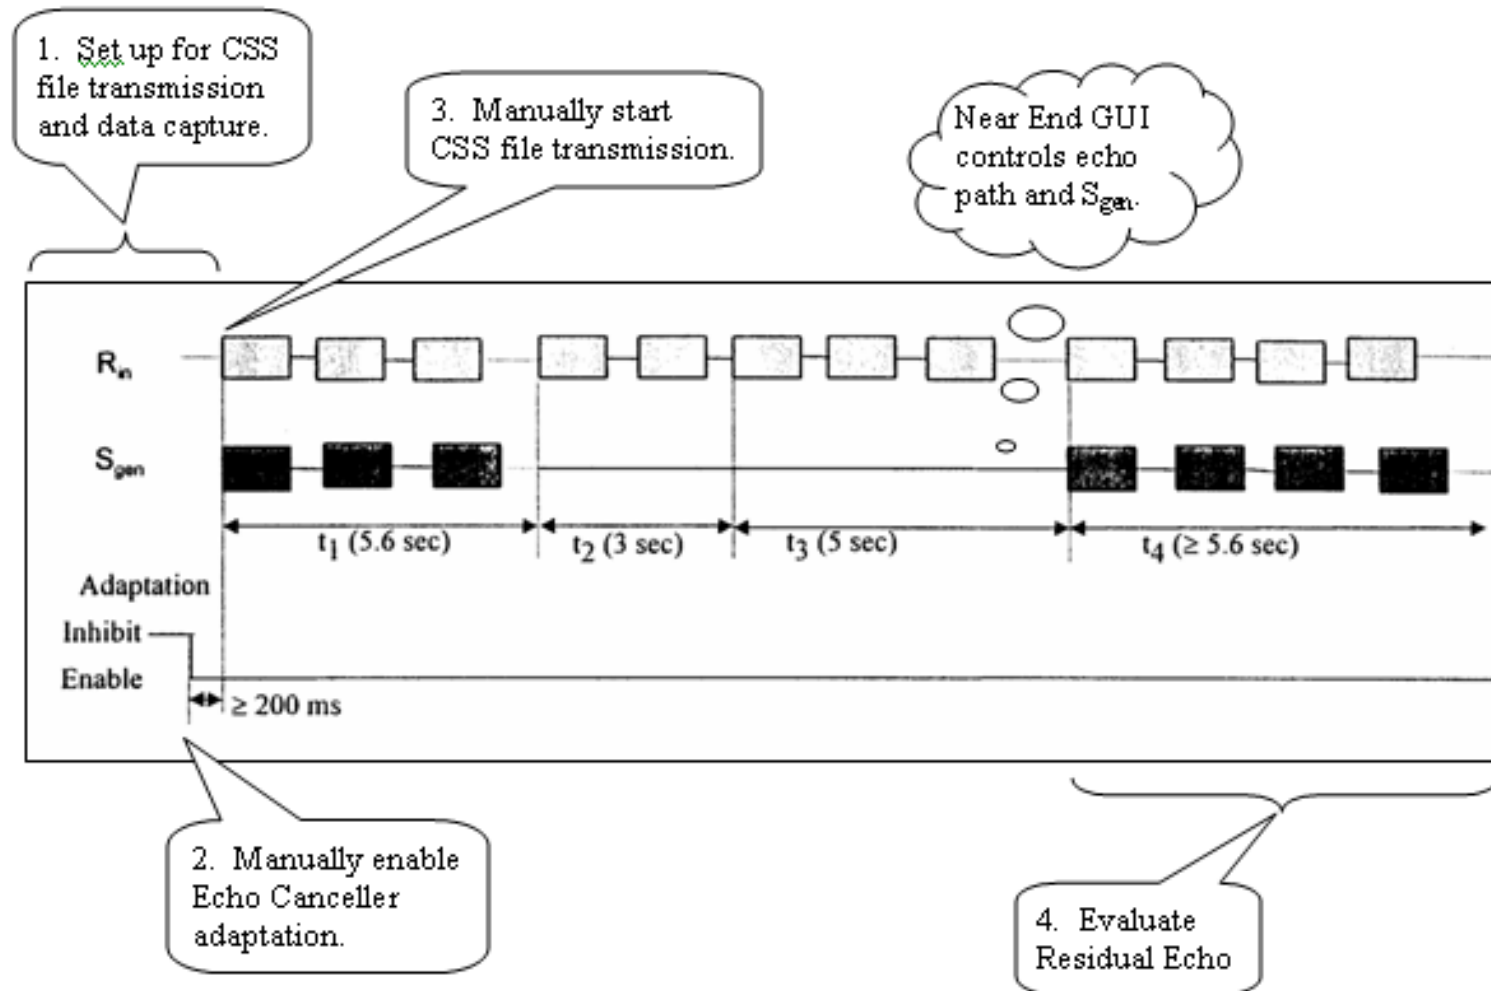 1. Set up for CSS
file transmission
and data capture.
3. Manually start
CSS file transmission.
Near End GUI
controls echo
path and Sgen.
Rin
Sgen
t1 (5.6 sec)
t2 (3 sec)
t3 (5 sec)
t4 (≥ 5.6 sec)
Adaptation
Inhibit
Enable
≥ 200 ms
2. Manually enable
Echo Canceller
adaptation.
4. Evaluate
Residual Echo